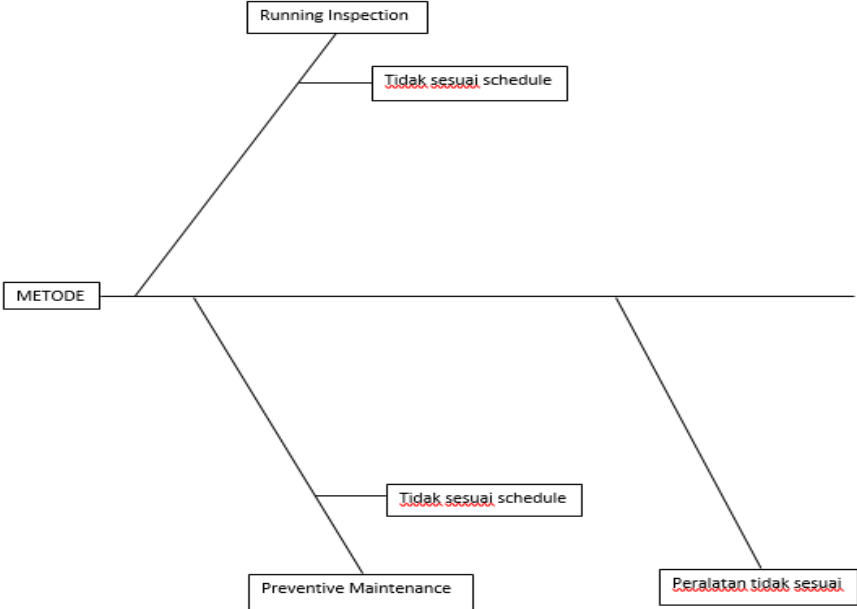 Running Inspection
Tidak sesuai schedule
METODE
Tidak sesuai schedule
Preventive Maintenance
Peralatan tidak sesuai